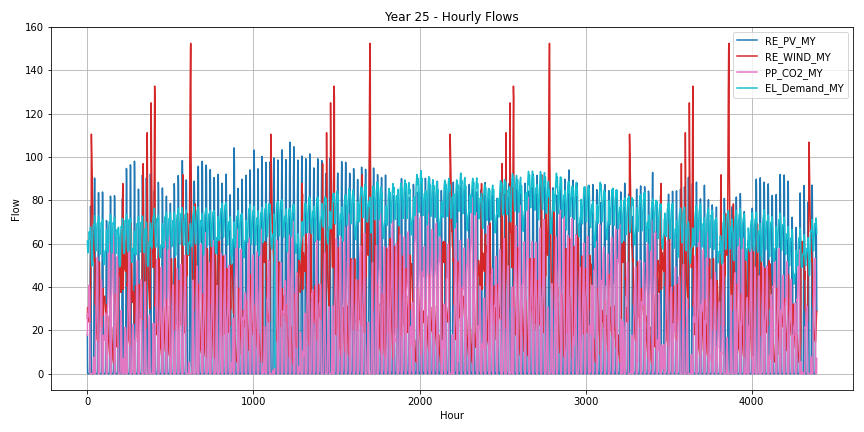 Year 25 - Hourly Flows
RE_PV_MY
RE_WIND_MY
PP_CO2_MY
EL_Demand_MY
160
140
120
100
80
60
40
20
0
Flow
0
1000
2000
3000
4000
Hour